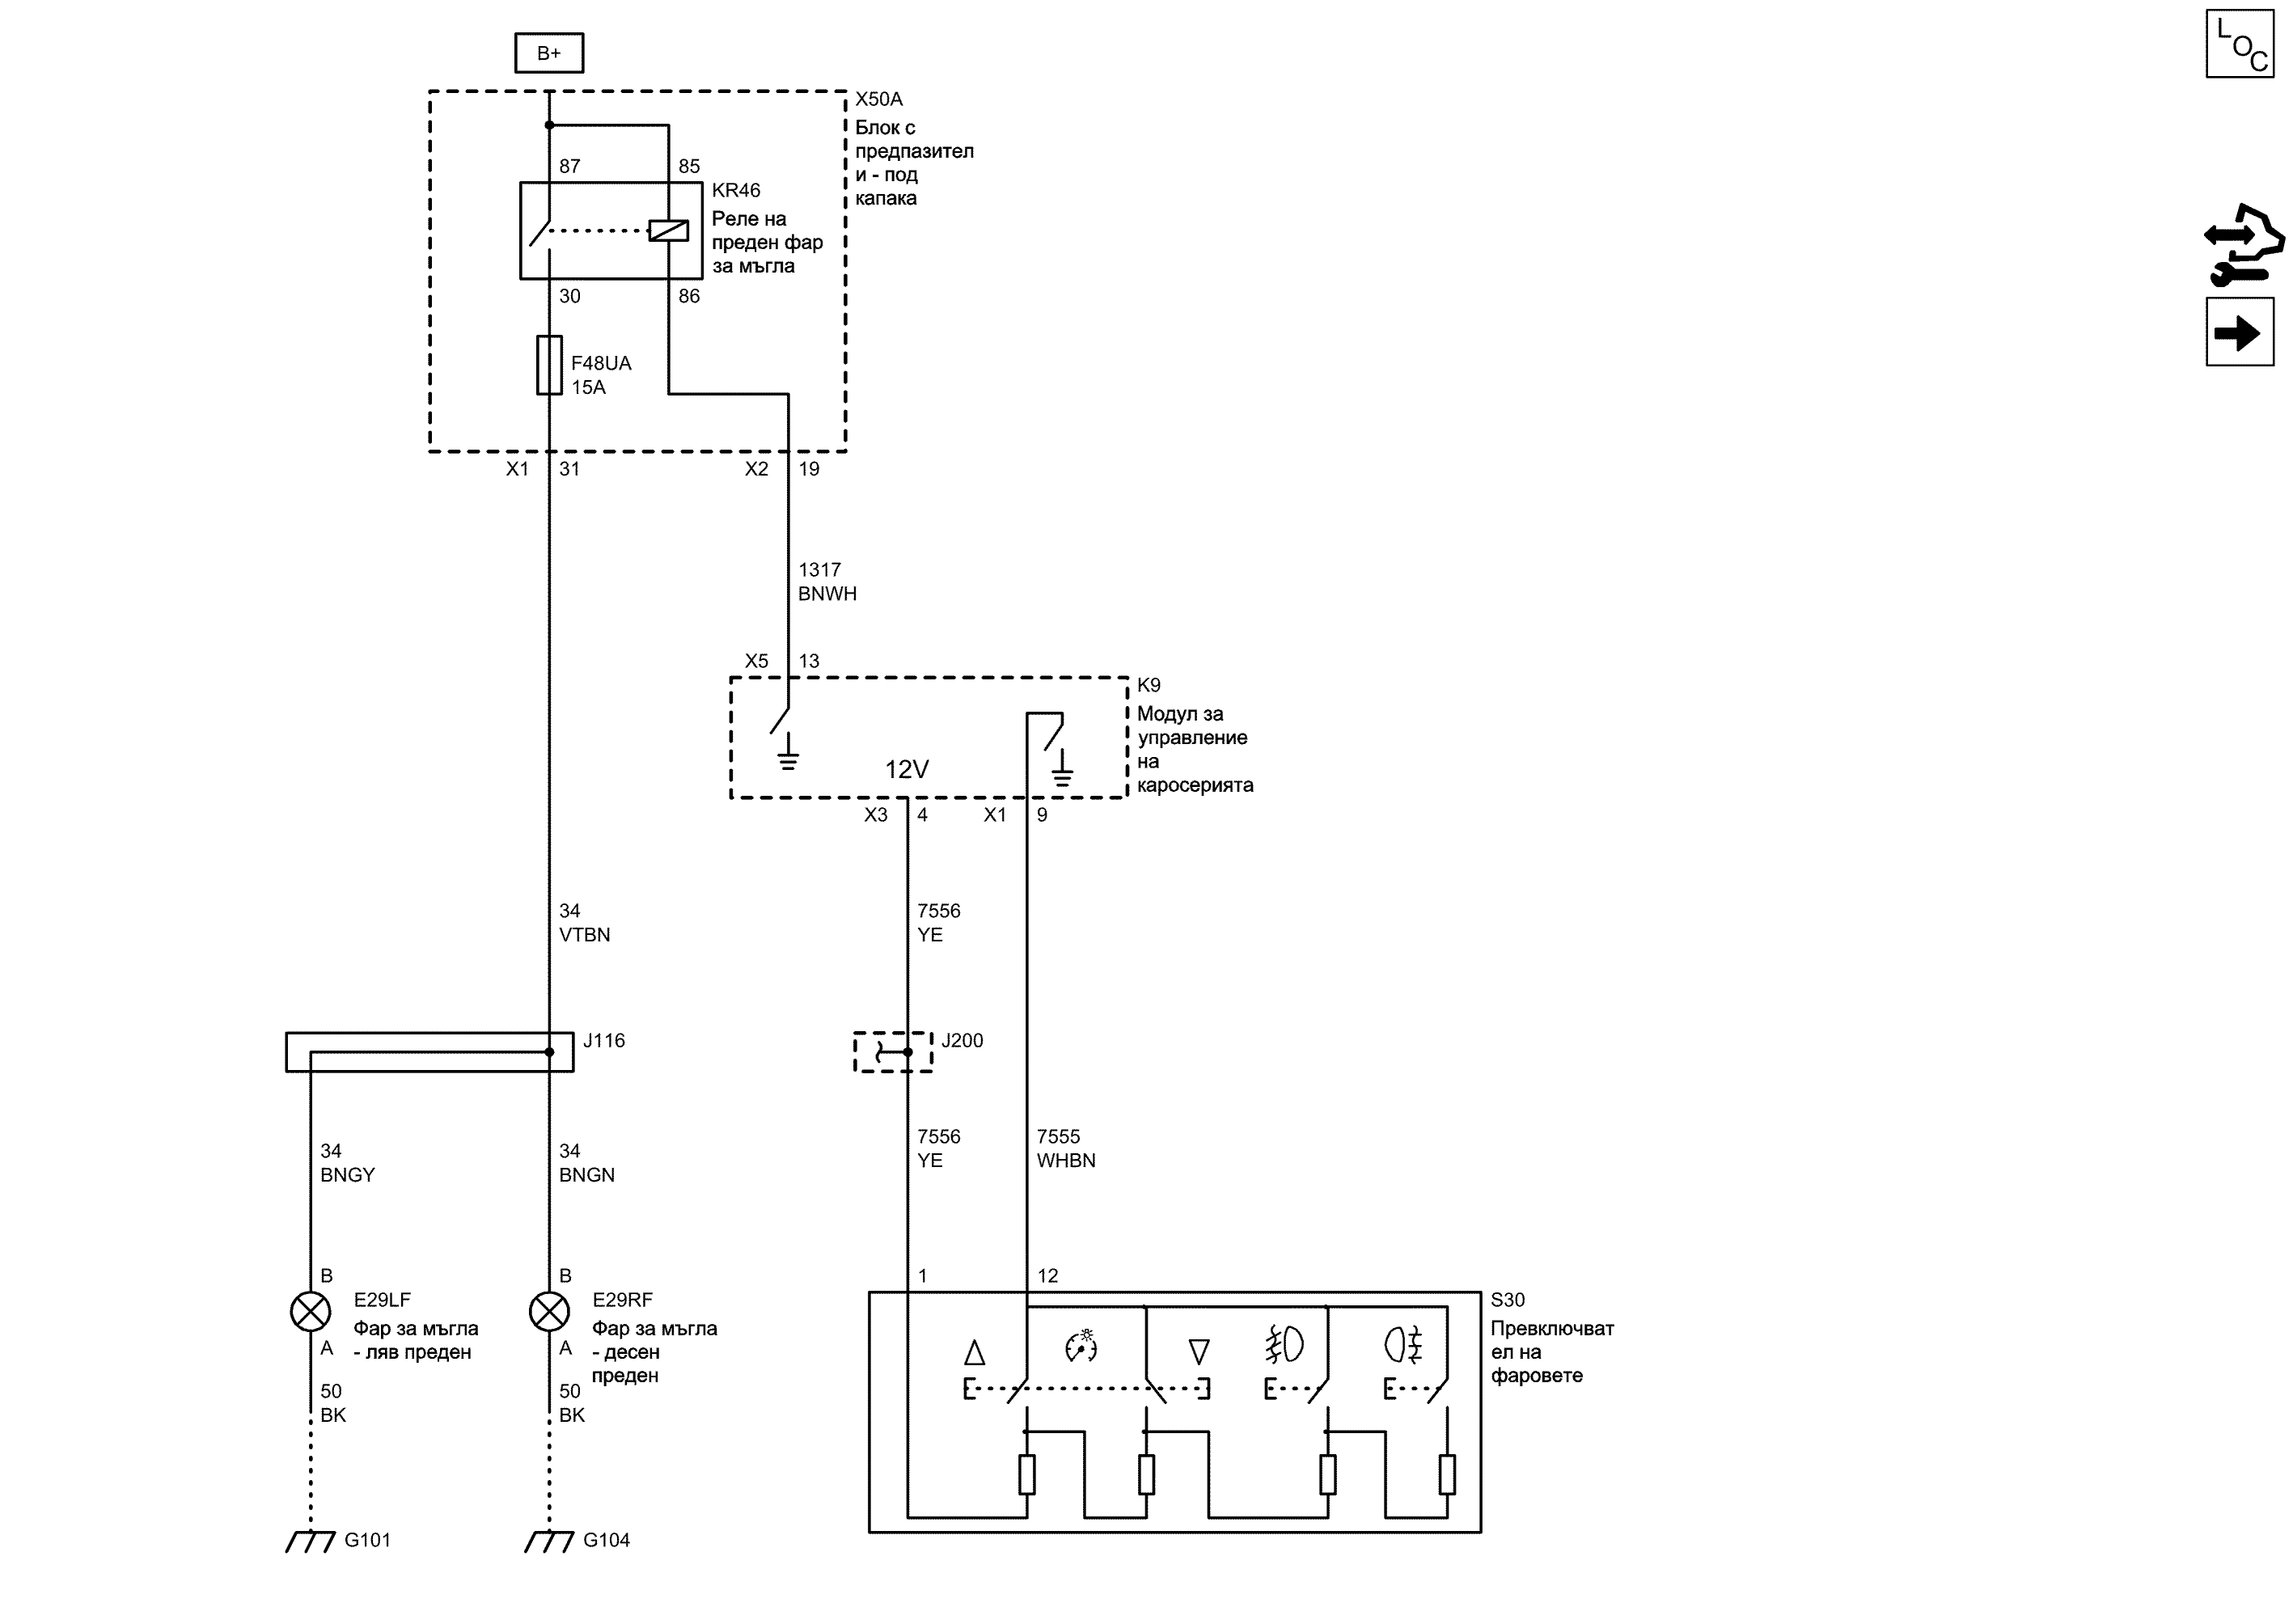 B+
L
O
C
X50A
Блок с
предпазител
и - под
капака
87
85
KR46
Реле на
преден фар
за мъгла
30
86
F48UA
15A
X1
31
X2
19
1317
BNWH
X5
13
K9
Модул за
управление
на
каросерията
12V
X3
4
X1
9
34
VTBN
7556
YE
J116
J200
34
BNGY
34
BNGN
7556
YE
7555
WHBN
B
B
1
12
E29LF
Фар за мъгла
- ляв преден
A
E29RF
Фар за мъгла
- десен
преден
A
S30
Превключват
ел на
фаровете
50
BK
50
BK
G101
G104